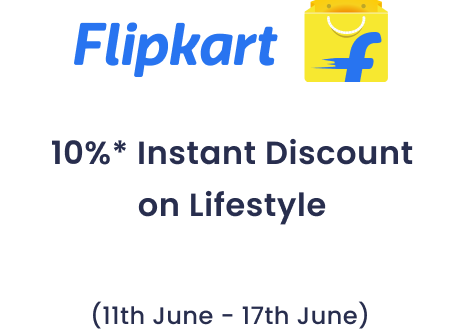 Flipkart f
10%* Instant Discount
on Lifestyle
(11th June - 17th June)